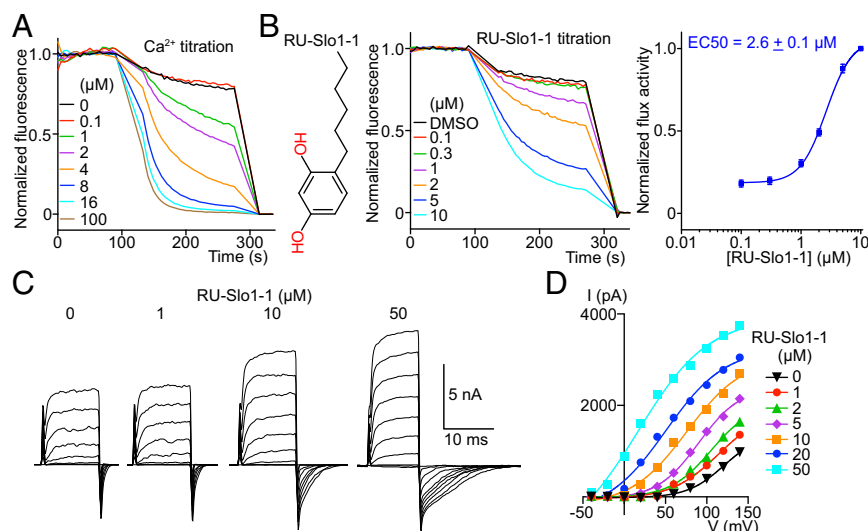 A
Ca²⁺ titration
Normalized fluorescence
1.0
0.5
0
(μM)
0
0.1
1
2
4
8
16
100
0
100
200
300
Time (s)
B
RU-Slo1-1
OH
OH
RU-Slo1-1 titration
Normalized fluorescence
1.0
0.5
0
(μM)
DMSO
0.1
0.3
1
2
5
10
0
100
200
300
Time (s)
EC50 = 2.6 ± 0.1 μM
Normalized flux activity
1.0
0.5
0
0.01
0.1
1
10
[RU-Slo1-1] (μM)
C
RU-Slo1-1 (μM)
0
1
10
50
5 nA
10 ms
D
I (pA)
4000
2000
0
-50
0
50
100
150
V (mV)
RU-Slo1-1
(μM)
0
1
2
5
10
20
50